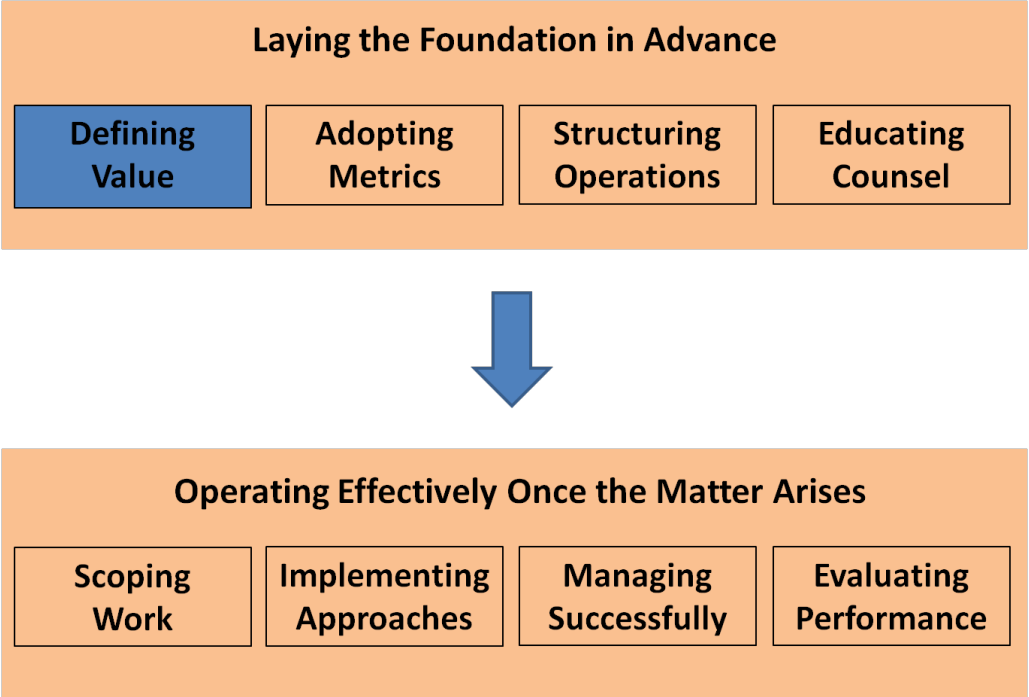 Laying the Foundation in Advance
Defining
Value
Adopting
Metrics
Structuring
Operations
Educating
Counsel
Operating Effectively Once the Matter Arises
Scoping
Work
Implementing
Approaches
Managing
Successfully
Evaluating
Performance